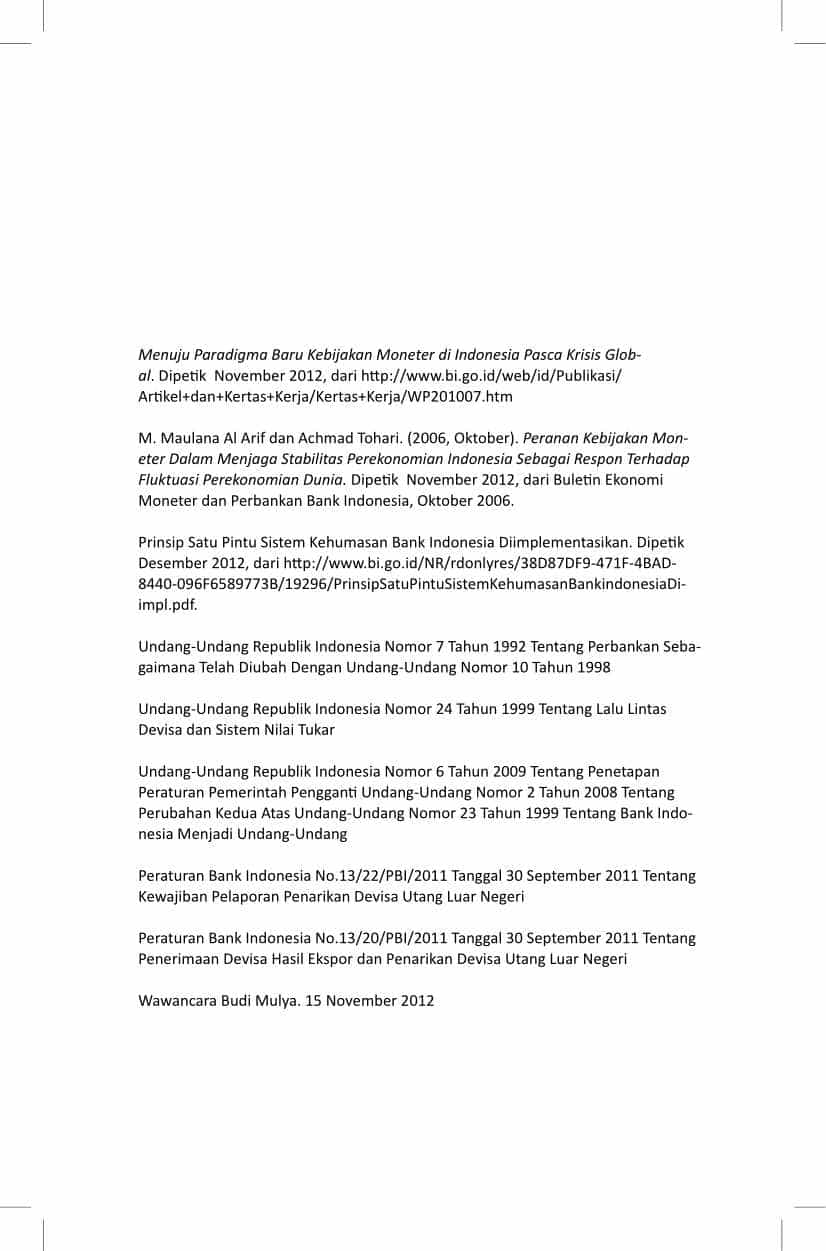 Menuju Paradigma Baru Kebijakan Moneter di Indonesia Pasca Krisis Glob-
al. Dipetik  November 2012, dari http://www.bi.go.id/web/id/Publikasi/
Artikel+dan+Kertas+Kerja/Kertas+Kerja/WP201007.htm
M. Maulana Al Arif dan Achmad Tohari. (2006, Oktober). Peranan Kebijakan Mon-
eter Dalam Menjaga Stabilitas Perekonomian Indonesia Sebagai Respon Terhadap
Fluktuasi Perekonomian Dunia. Dipetik  November 2012, dari Buletin Ekonomi
Moneter dan Perbankan Bank Indonesia, Oktober 2006.
Prinsip Satu Pintu Sistem Kehumasan Bank Indonesia Diimplementasikan. Dipetik
Desember 2012, dari http://www.bi.go.id/NR/rdonlyres/38D87DF9-471F-4BAD-
8440-096F6589773B/19296/PrinsipSatuPintuSistemKehumasanBankindonesiaDi-
impl.pdf.
Undang-Undang Republik Indonesia Nomor 7 Tahun 1992 Tentang Perbankan Seba-
gaimana Telah Diubah Dengan Undang-Undang Nomor 10 Tahun 1998
Undang-Undang Republik Indonesia Nomor 24 Tahun 1999 Tentang Lalu Lintas
Devisa dan Sistem Nilai Tukar
Undang-Undang Republik Indonesia Nomor 6 Tahun 2009 Tentang Penetapan
Peraturan Pemerintah Pengganti Undang-Undang Nomor 2 Tahun 2008 Tentang
Perubahan Kedua Atas Undang-Undang Nomor 23 Tahun 1999 Tentang Bank Indo-
nesia Menjadi Undang-Undang
Peraturan Bank Indonesia No.13/22/PBI/2011 Tanggal 30 September 2011 Tentang
Kewajiban Pelaporan Penarikan Devisa Utang Luar Negeri
Peraturan Bank Indonesia No.13/20/PBI/2011 Tanggal 30 September 2011 Tentang
Penerimaan Devisa Hasil Ekspor dan Penarikan Devisa Utang Luar Negeri
Wawancara Budi Mulya. 15 November 2012